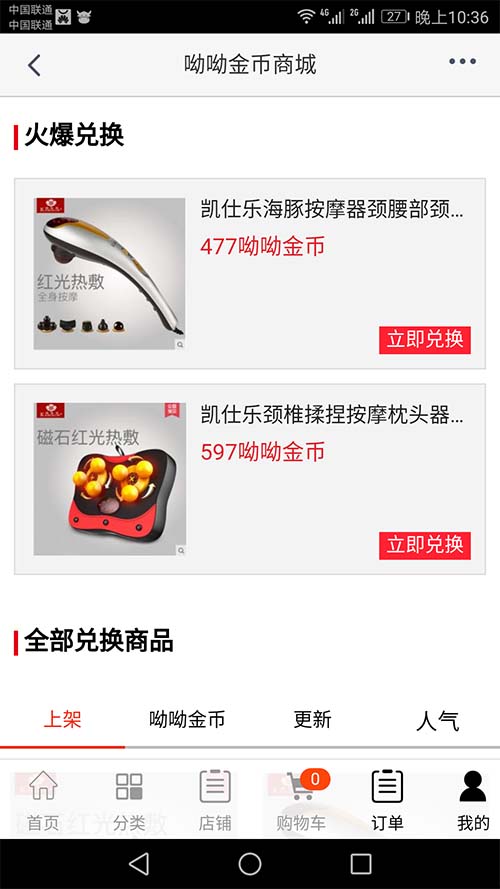 中国联通
中国联通
4G
2G
27
晚上10:36
呦呦金币商城
火爆兑换
凯仕乐海豚按摩器颈腰部颈...
477呦呦金币
红光热敷
全身按摩
立即兑换
凯仕乐颈椎揉捏按摩枕头器...
597呦呦金币
磁石红光热敷
立即兑换
全部兑换商品
上架 呦呦金币 更新 人气
0
首页 分类 店铺 购物车 订单 我的
磁石红光热敷